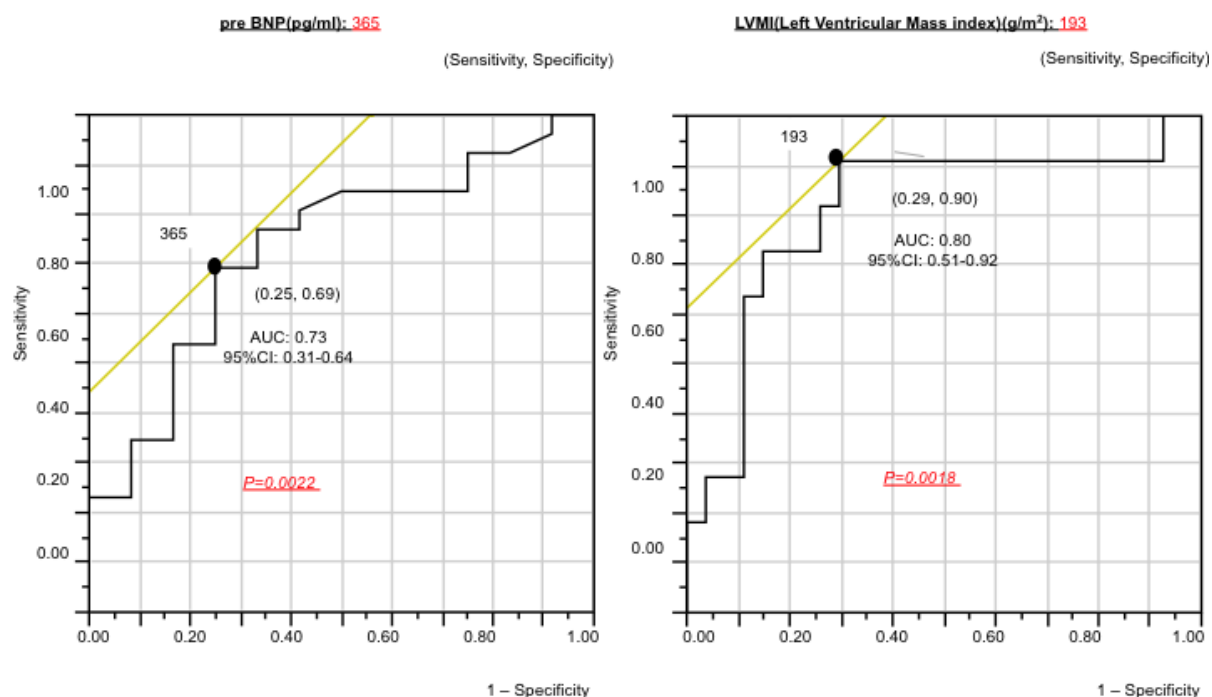 pre BNP(pg/ml): 365
(Sensitivity, Specificity)
365
(0.25, 0.69)
AUC: 0.73
95%CI: 0.31-0.64
P=0.0022
Sensitivity
1.00
0.80
0.60
0.40
0.20
0.00
0.00 0.20 0.40 0.60 0.80 1.00
1 – Specificity
LVMI(Left Ventricular Mass index)(g/m²): 193
(Sensitivity, Specificity)
193
(0.29, 0.90)
AUC: 0.80
95%CI: 0.51-0.92
P=0.0018
Sensitivity
1.00
0.80
0.60
0.40
0.20
0.00
0.00 0.20 0.40 0.60 0.80 1.00
1 – Specificity